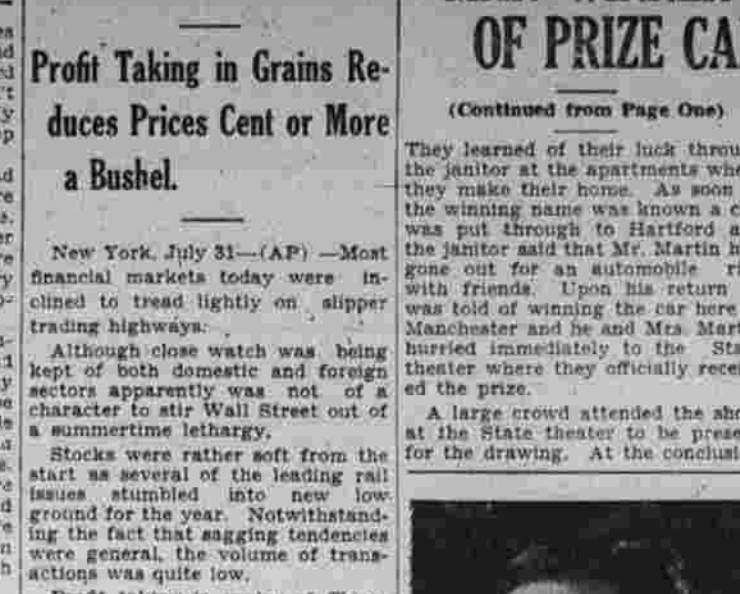 Profit Taking in Grains Re-
duces Prices Cent or More
a Bushel.
New York, July 31—(AP) —Most
financial markets today were in-
clined to tread lightly on slipper
trading highways.
Although close watch was being
kept of both domestic and foreign
sectors apparently was not of a
character to stir Wall Street out of
a summertime lethargy.
Stocks were rather soft from the
start as several of the leading rail
issues stumbled into new low
ground for the year. Notwithstand-
ing the fact that sagging tendencies
were general, the volume of trans-
actions was quite low.
OF PRIZE CA
(Continued from Page One)
They learned of their luck throu
the janitor at the apartments whe
they make their home. As soon
the winning name was known a c
was put through to Hartford a
the janitor said that Mr. Martin h
gone out for an automobile ri
with friends. Upon his return
was told of winning the car here
Manchester and he and Mrs. Mart
hurried immediately to the Sta
theater where they officially recei
ed the prize.
A large crowd attended the sho
at the State theater to be prese
for the drawing. At the conclusi